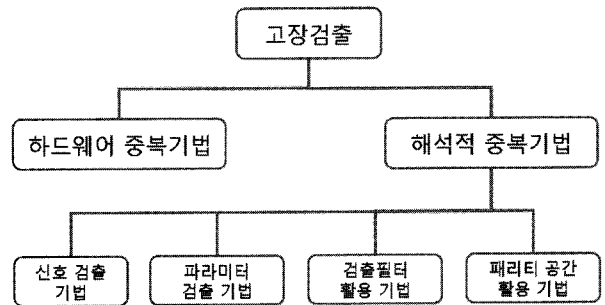 고장검출
하드웨어 중복기법
해석적 중복기법
신호 검출
기법
파라미터
검출 기법
검출필터
활용 기법
패리티 공간
활용 기법